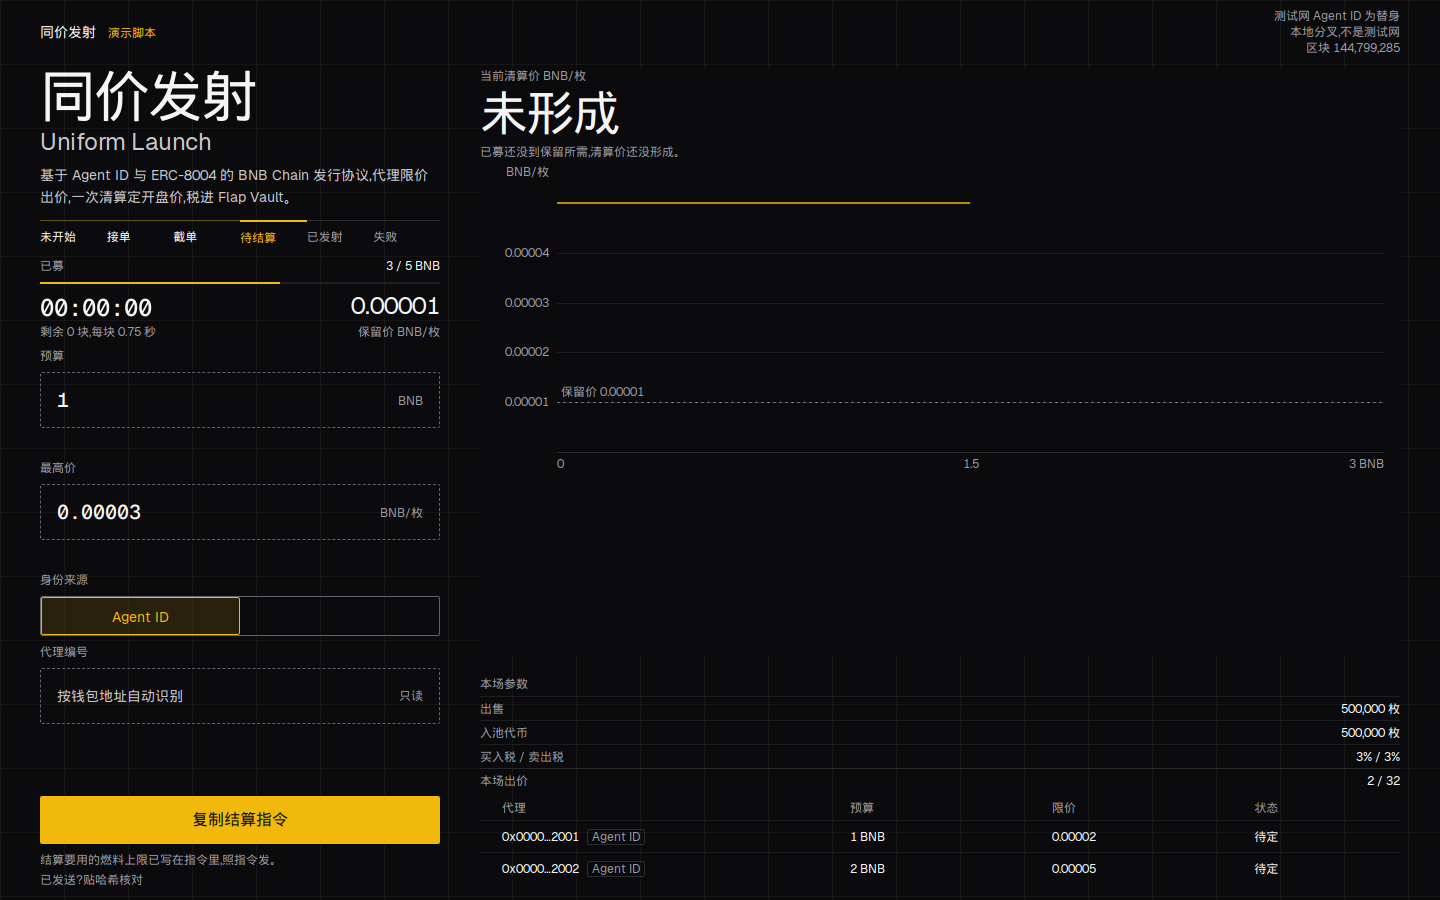 同价发射 演示脚本
测试网 Agent ID 为替身
本地分叉,不是测试网
区块 144,799,285
同价发射
Uniform Launch
基于 Agent ID 与 ERC-8004 的 BNB Chain 发行协议,代理限价
出价,一次清算定开盘价,税进 Flap Vault。
未开始 接单 截单 待结算 已发射 失败
已募 3 / 5 BNB
00:00:00 0.00001
剩余 0 块,每块 0.75 秒 保留价 BNB/枚
预算
1 BNB
最高价
0.00003 BNB/枚
身份来源
Agent ID
代理编号
按钱包地址自动识别 只读
复制结算指令
结算要用的燃料上限已写在指令里,照指令发。
已发送?贴哈希核对
当前清算价 BNB/枚
未形成
已募还没到保留所需,清算价还没形成。
BNB/枚
0.00004
0.00003
0.00002
保留价 0.00001
0.00001
0 1.5 3 BNB
本场参数
出售 500,000 枚
入池代币 500,000 枚
买入税 / 卖出税 3% / 3%
本场出价 2 / 32
代理 预算 限价 状态
0x0000…2001 Agent ID 1 BNB 0.00002 待定
0x0000…2002 Agent ID 2 BNB 0.00005 待定